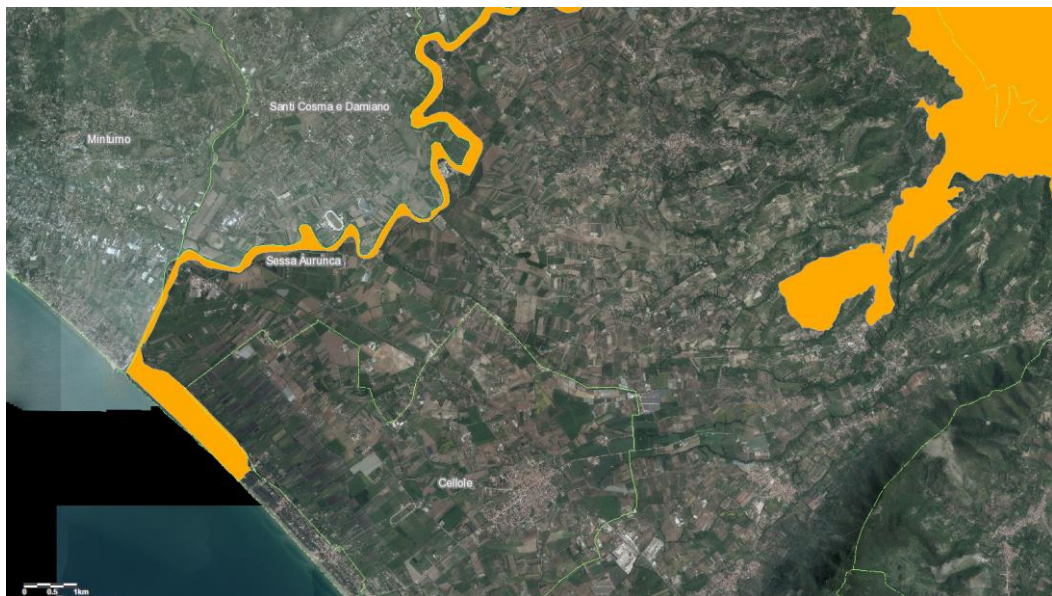 Santi Cosma e Damiano
Minturno
Sessa Aurunca
Cellole
0 0.5 1km